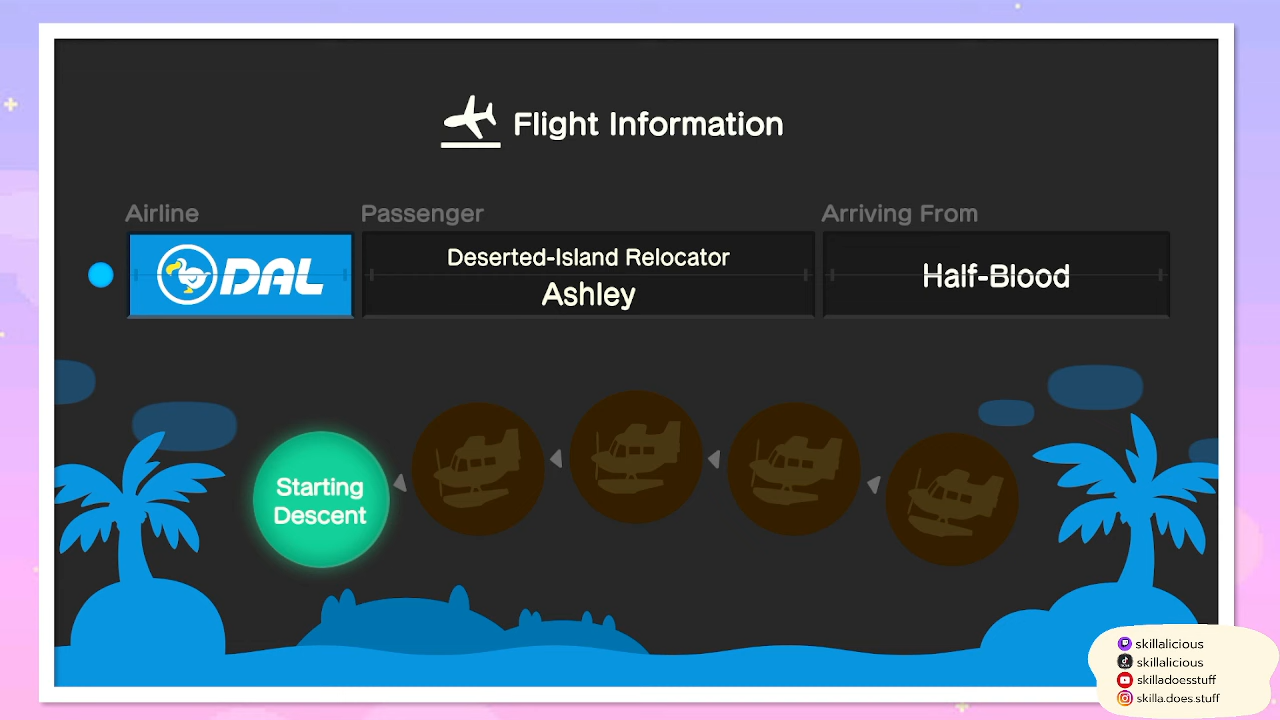 Flight Information
Airline
Passenger
Arriving From
DAL
Deserted-Island Relocator
Ashley
Half-Blood
Starting
Descent
skillalicious
skillalicious
skilladoesstuff
skilla.does.stuff